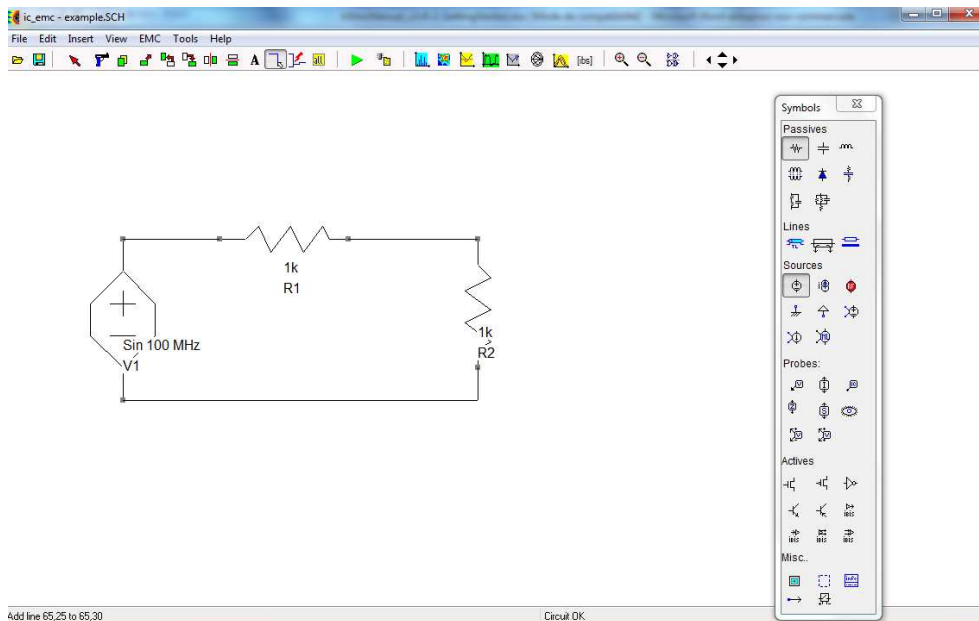 ic_emc - example.SCH
File Edit Insert View EMC Tools Help
A
[ibs]
Symbols
Passives
Lines
TL
Sources
Probes:
Actives
Misc..
1k
R1
1k
R2
Sin 100 MHz
V1
Add line 65,25 to 65,30
Circuit OK